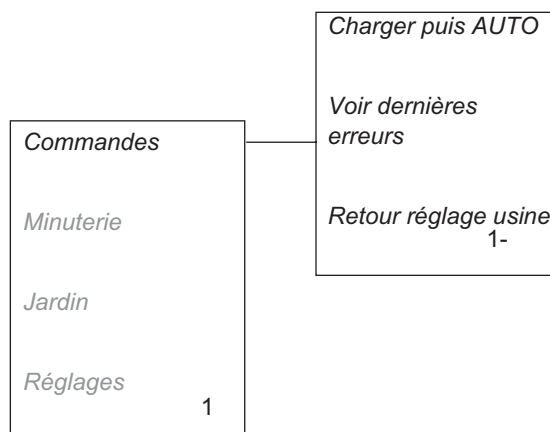 Commandes
Minuterie
Jardin
Réglages
1
Charger puis AUTO
Voir dernières
erreurs
Retour réglage usine
1-